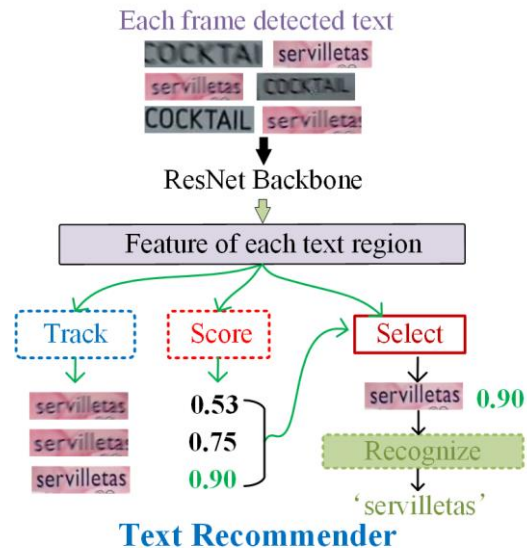 Each frame detected text
COCKTAI servilletas
servilletas COCKTAIL
COCKTAIL servilletas
ResNet Backbone
Feature of each text region
Track Score Select
servilletas 0.53 servilletas 0.90
servilletas 0.75
servilletas 0.90 Recognize
'servilletas'
Text Recommender